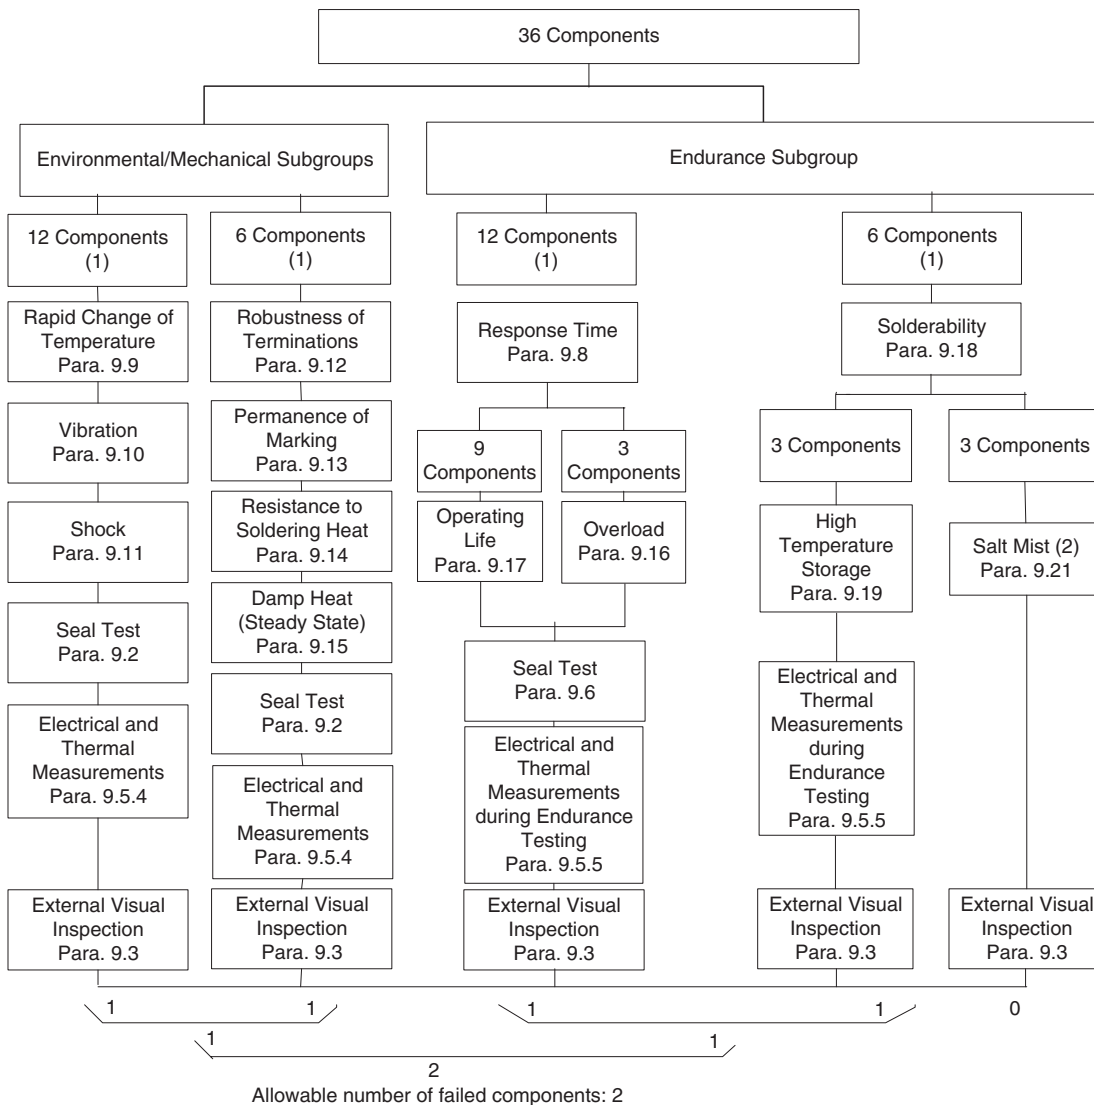 36 Components
Environmental/Mechanical Subgroups
Endurance Subgroup
12 Components
(1)
6 Components
(1)
12 Components
(1)
6 Components
(1)
Rapid Change of
Temperature
Para. 9.9
Robustness of
Terminations
Para. 9.12
Response Time
Para. 9.8
Solderability
Para. 9.18
Vibration
Para. 9.10
Permanence of
Marking
Para. 9.13
9
Components
3
Components
3 Components
3 Components
Shock
Para. 9.11
Resistance to
Soldering Heat
Para. 9.14
Operating
Life
Para. 9.17
Overload
Para. 9.16
High
Temperature
Storage
Para. 9.19
Salt Mist (2)
Para. 9.21
Seal Test
Para. 9.2
Damp Heat
(Steady State)
Para. 9.15
Seal Test
Para. 9.6
Electrical and
Thermal
Measurements
during
Endurance
Testing
Para. 9.5.5
Electrical and
Thermal
Measurements
Para. 9.5.4
Seal Test
Para. 9.2
Electrical and
Thermal
Measurements
during Endurance
Testing
Para. 9.5.5
Electrical and
Thermal
Measurements
Para. 9.5.4
External Visual
Inspection
Para. 9.3
External Visual
Inspection
Para. 9.3
External Visual
Inspection
Para. 9.3
External Visual
Inspection
Para. 9.3
External Visual
Inspection
Para. 9.3
1
1
1
1
0
1
1
2
Allowable number of failed components: 2